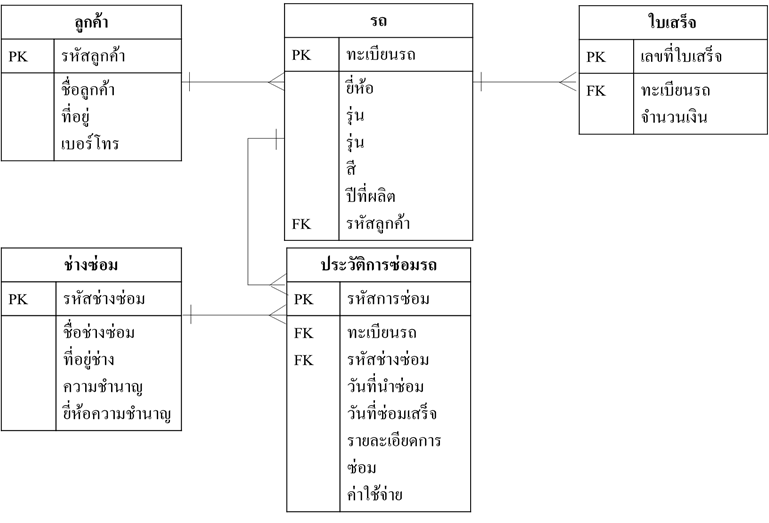 ลูกค้า
PK รหัสลูกค้า
ชื่อลูกค้า
ที่อยู่
เบอร์โทร
รถ
PK ทะเบียนรถ
ยี่ห้อ
รุ่น
รุ่น
สี
ปีที่ผลิต
FK รหัสลูกค้า
ใบเสร็จ
PK เลขที่ใบเสร็จ
FK ทะเบียนรถ
จำนวนเงิน
ช่างซ่อม
PK รหัสช่างซ่อม
ชื่อช่างซ่อม
ที่อยู่ช่าง
ความชำนาญ
ยี่ห้อความชำนาญ
ประวัติการซ่อมรถ
PK รหัสการซ่อม
FK ทะเบียนรถ
FK รหัสช่างซ่อม
วันที่นำซ่อม
วันที่ซ่อมเสร็จ
รายละเอียดการ
ซ่อม
ค่าใช้จ่าย